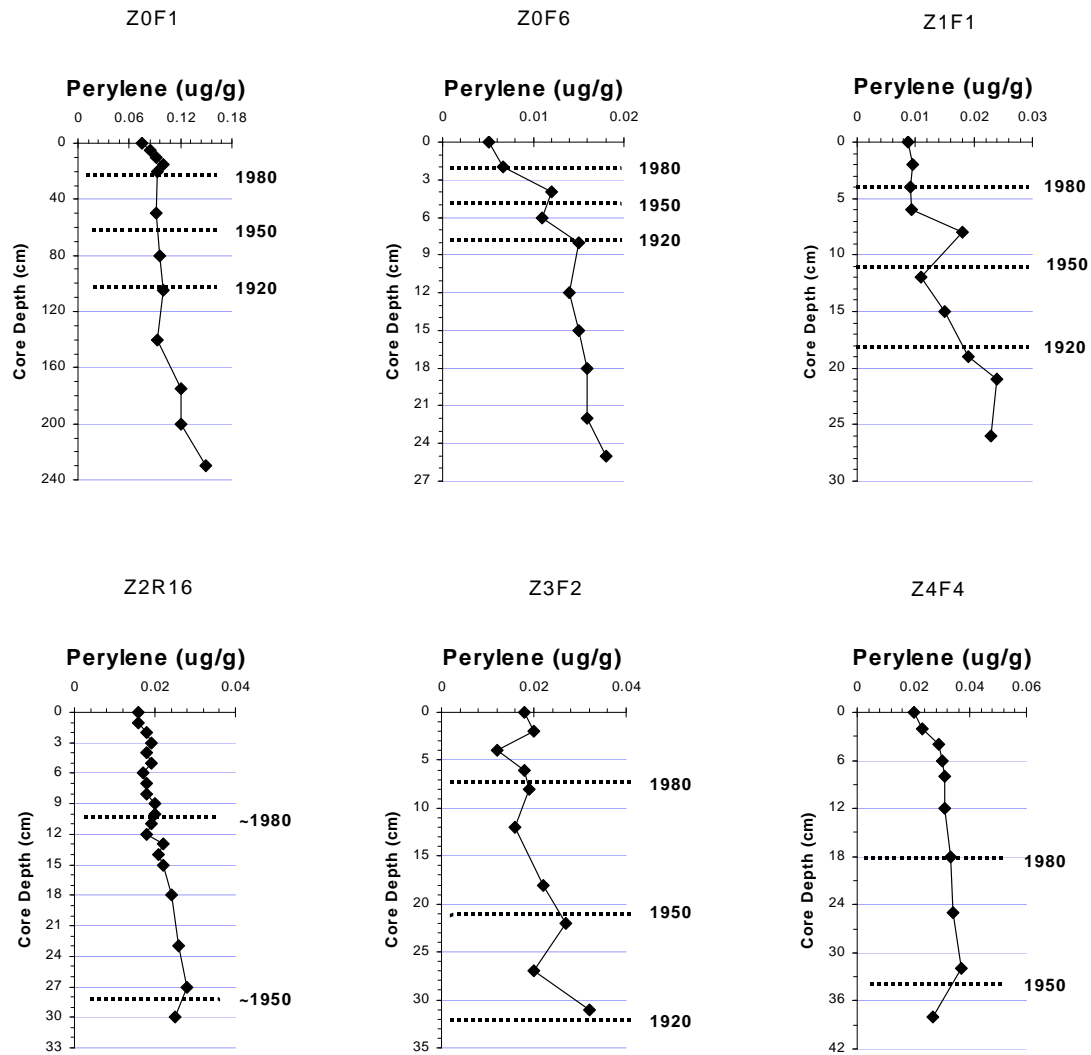 Z0F1
Perylene (ug/g)
0 0.06 0.12 0.18
0
40
80
120
160
200
240
Core Depth (cm)
1980
1950
1920
Z0F6
Perylene (ug/g)
0 0.01 0.02
0
3
6
9
12
15
18
21
24
27
Core Depth (cm)
1980
1950
1920
Z1F1
Perylene (ug/g)
0 0.01 0.02 0.03
0
5
10
15
20
25
30
Core Depth (cm)
1980
1950
1920
Z2R16
Perylene (ug/g)
0 0.02 0.04
0
3
6
9
12
15
18
21
24
27
30
33
Core Depth (cm)
~1980
~1950
Z3F2
Perylene (ug/g)
0 0.02 0.04
0
5
10
15
20
25
30
35
Core Depth (cm)
1980
1950
1920
Z4F4
Perylene (ug/g)
0 0.02 0.04 0.06
0
6
12
18
24
30
36
42
Core Depth (cm)
1980
1950